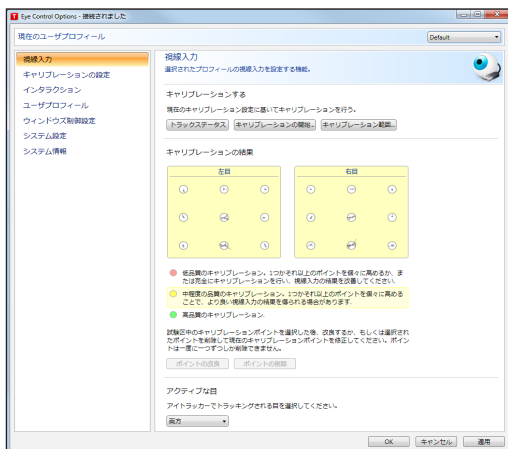 Eye Control Options - 接続されました
現在のユーザプロフィール
Default
視線入力
キャリブレーションの設定
インタラクション
ユーザプロフィール
ウィンドウズ制御設定
システム設定
システム情報
視線入力
選択されたプロフィールの視線入力を設定する機能。
キャリブレーションする
現在のキャリブレーション設定に基いてキャリブレーションを行う。
トラックステータス キャリブレーションの開始... キャリブレーション範囲...
キャリブレーションの結果
左目 右目
低品質のキャリブレーション。1つかそれ以上のポイントを個々に高めるか、ま
たは完全にキャリブレーションを行い、視線入力の結果を改善してください。
中程度の品質のキャリブレーション。1つかそれ以上のポイントを個々に高める
ことで、より良い視線入力の結果を得られる場合があります.
高品質のキャリブレーション.
試験区中のキャリブレーションポイントを選択した後、改良するか、もしくは選択され
たポイントを削除して現在のキャリブレーションポイントを修正してください。ポイン
トは一度に一つずつしか削除できません。
ポイントの改良 ポイントの削除
アクティブな目
アイトラッカーでトラッキングされる目を選択してください。
両方
OK キャンセル 適用